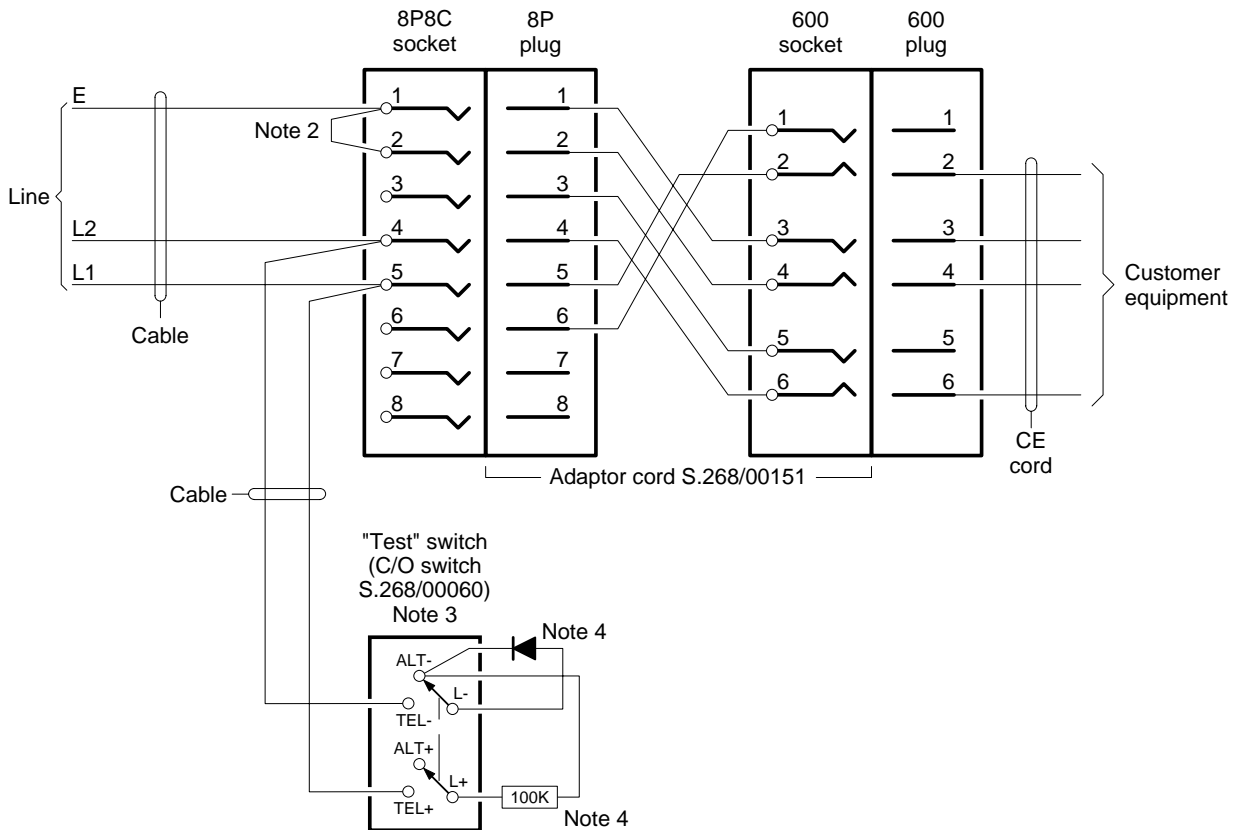 8P8C
socket
8P
plug
600
socket
600
plug
E
Note 2
Line
L2
L1
Cable
1
2
3
4
5
6
7
8
1
2
3
4
5
6
7
8
1
2
3
4
5
6
1
2
3
4
5
6
Customer
equipment
CE
cord
Adaptor cord S.268/00151
Cable
"Test" switch
(C/O switch
S.268/00060)
Note 3
Note 4
ALT-
L-
TEL-
ALT+
L+
TEL+
100K
Note 4